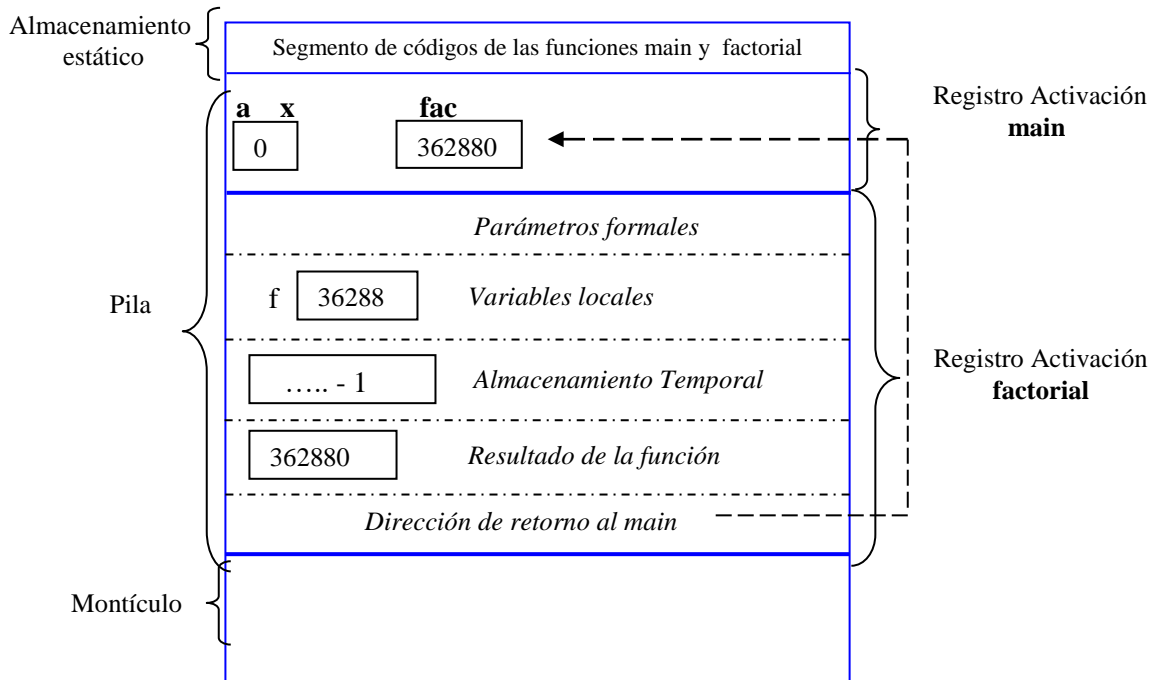 Almacenamiento
estático
Segmento de códigos de las funciones main y factorial
Registro Activación
main
a x fac
0 362880
Parámetros formales
f 36288 Variables locales
Pila
….. - 1 Almacenamiento Temporal
Registro Activación
factorial
362880 Resultado de la función
Dirección de retorno al main
Montículo